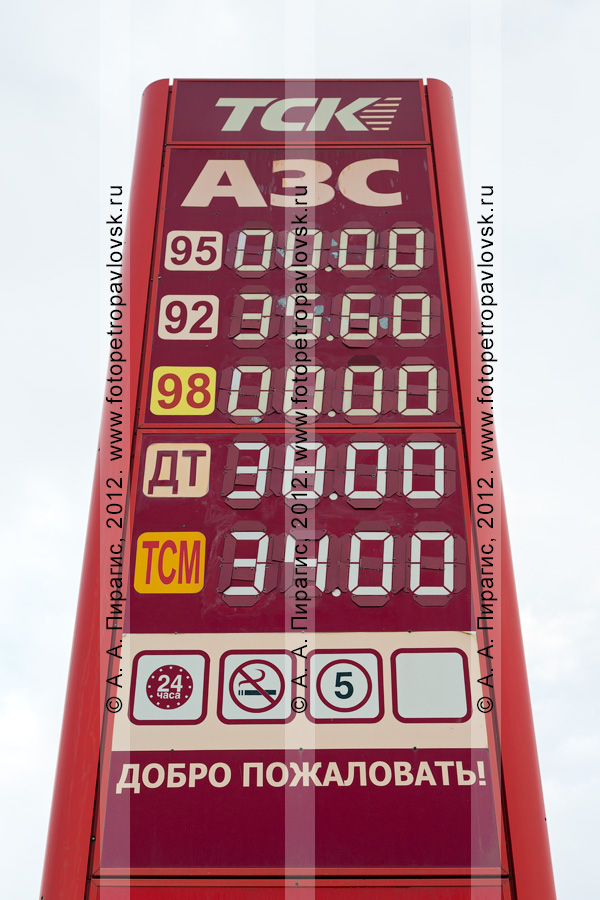 ТСК
АЗС
95 00.00
92 35.60
98 00.00
ДТ 38.00
ТСМ 34.00
24
часа
5
ДОБРО ПОЖАЛОВАТЬ!
© А. А. Пирагис, 2012. www.fotopetropavlovsk.ru
© А. А. Пирагис, 2012. www.fotopetropavlovsk.ru
© А. А. Пирагис, 2012. www.fotopetropavlovsk.ru